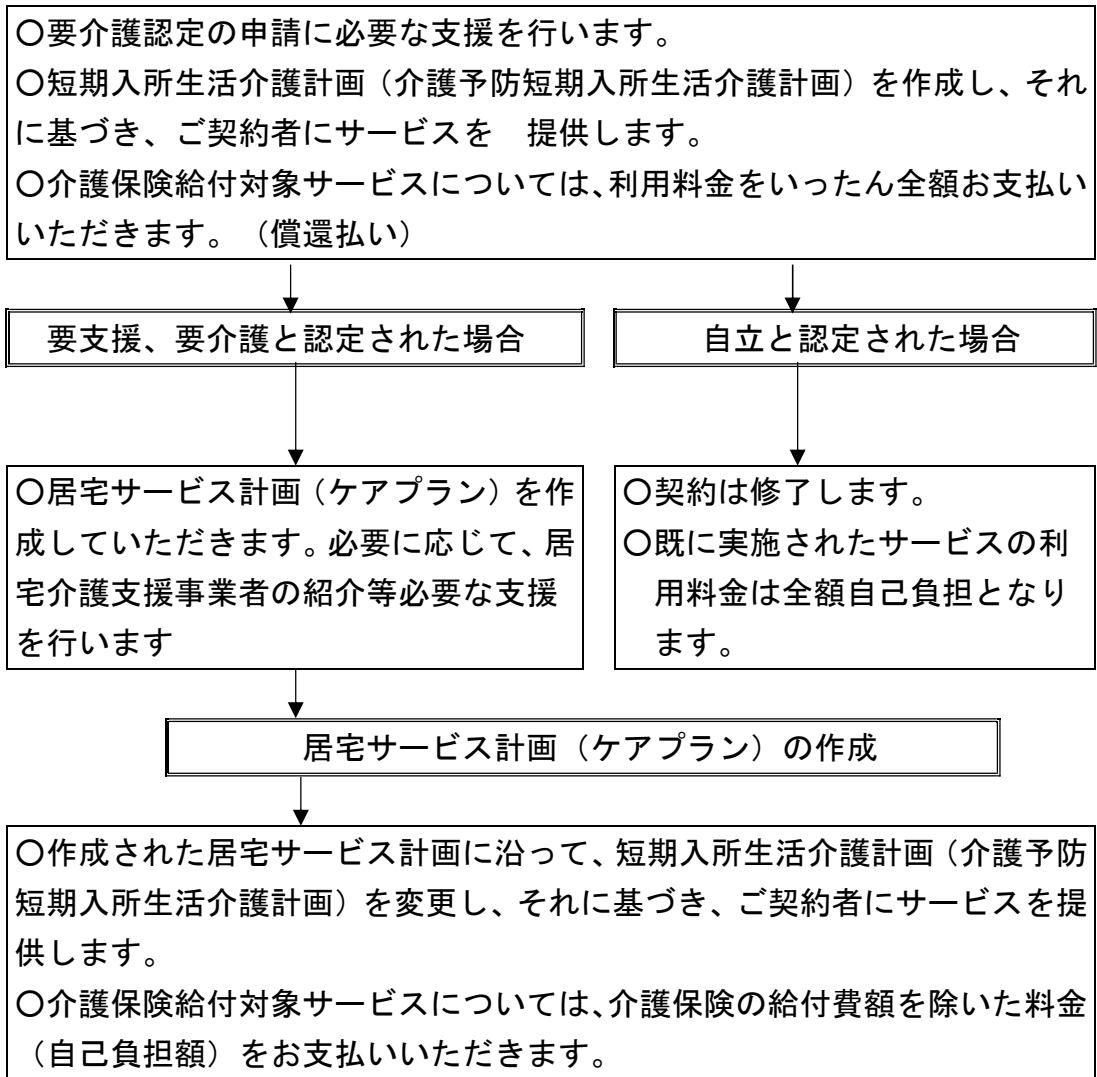 〇要介護認定の申請に必要な支援を行います。
〇短期入所生活介護計画（介護予防短期入所生活介護計画）を作成し、それ
に基づき、ご契約者にサービスを　提供します。
〇介護保険給付対象サービスについては、利用料金をいったん全額お支払い
いただきます。（償還払い）
要支援、要介護と認定された場合
自立と認定された場合
〇居宅サービス計画（ケアプラン）を作
成していただきます。必要に応じて、居
宅介護支援事業者の紹介等必要な支援
を行います
〇契約は修了します。
〇既に実施されたサービスの利
用料金は全額自己負担となり
ます。
居宅サービス計画（ケアプラン）の作成
〇作成された居宅サービス計画に沿って、短期入所生活介護計画（介護予防
短期入所生活介護計画）を変更し、それに基づき、ご契約者にサービスを提
供します。
〇介護保険給付対象サービスについては、介護保険の給付費額を除いた料金
（自己負担額）をお支払いいただきます。